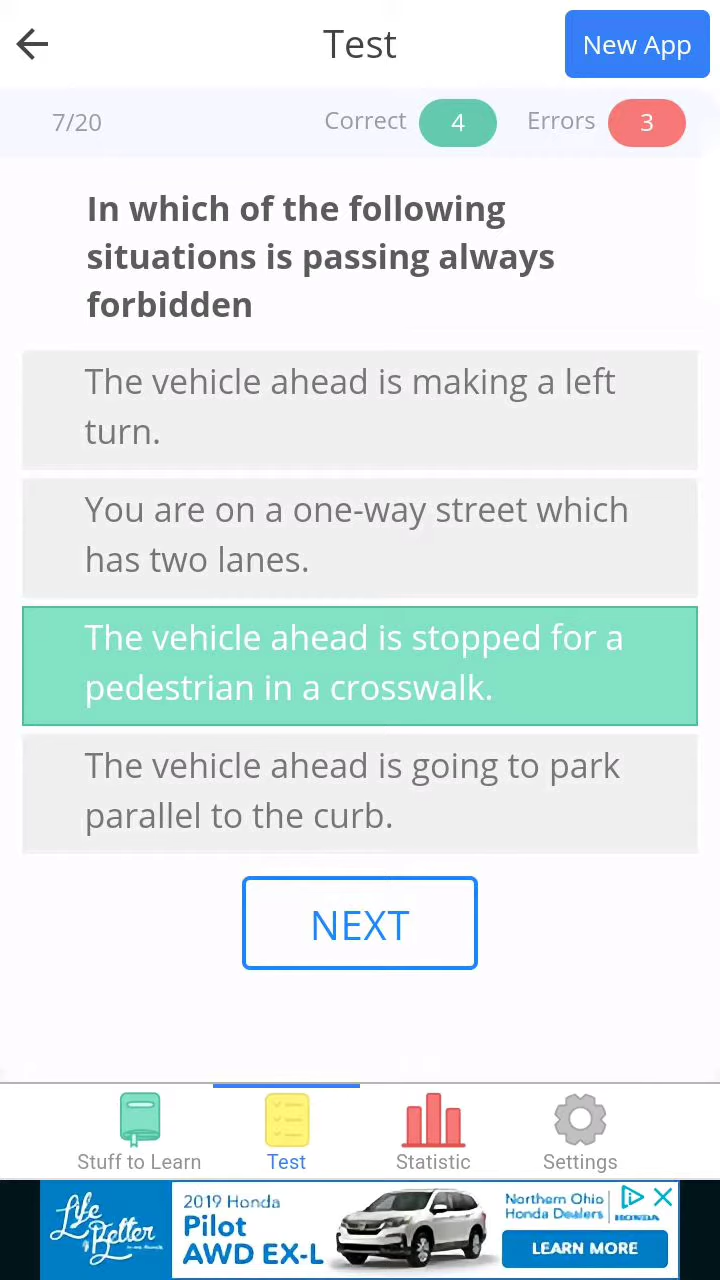 Test
New App
7/20 Correct 4 Errors 3
In which of the following
situations is passing always
forbidden
The vehicle ahead is making a left
turn.
You are on a one-way street which
has two lanes.
The vehicle ahead is stopped for a
pedestrian in a crosswalk.
The vehicle ahead is going to park
parallel to the curb.
NEXT
Stuff to Learn
Test
Statistic
Settings
Life
Better
2019 Honda
Pilot
AWD EX-L
Northern Ohio
Honda Dealers
HONDA
LEARN MORE